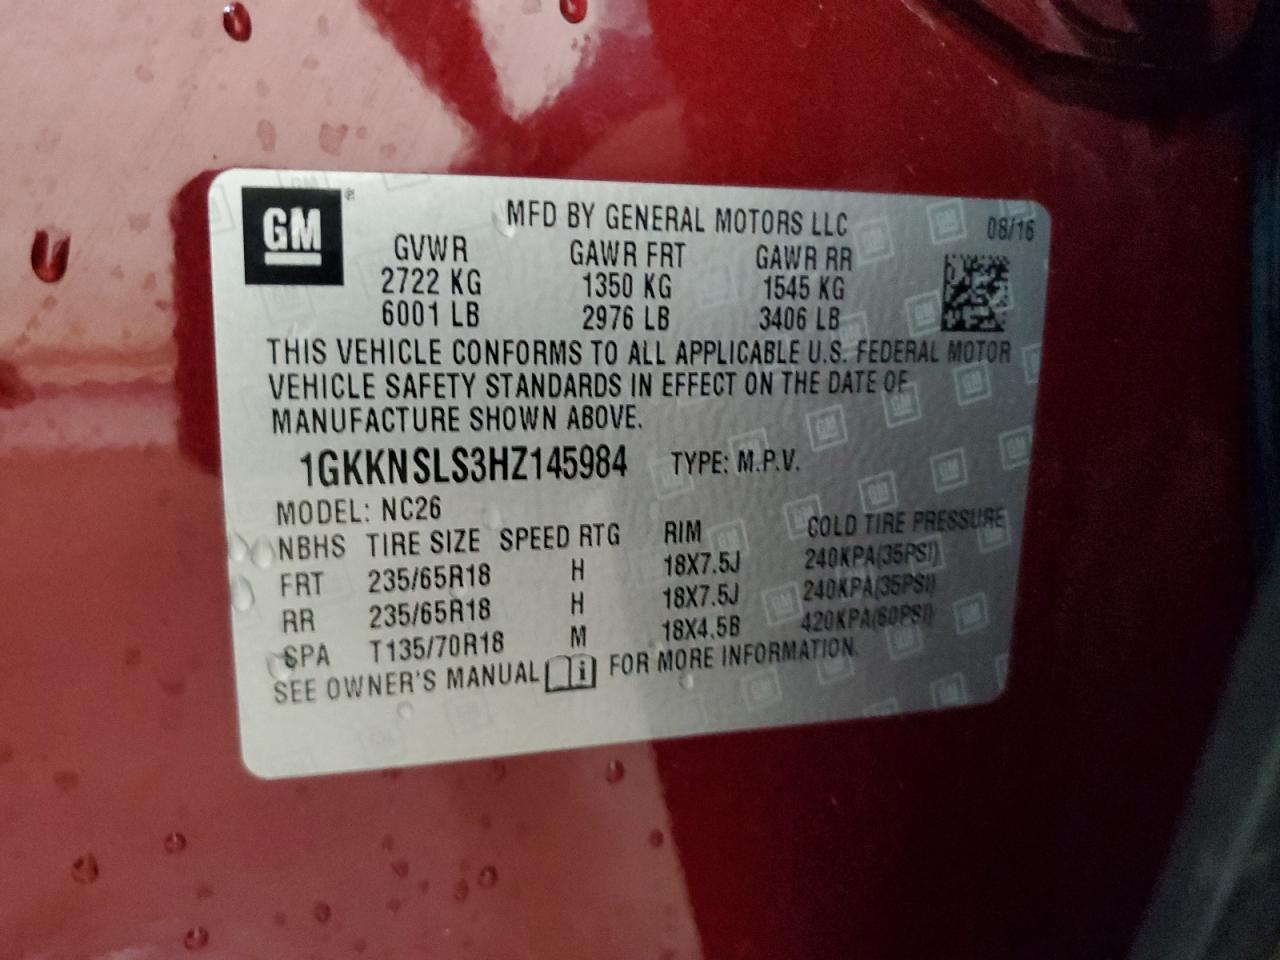 GM ®
MFD BY GENERAL MOTORS LLC 08/16
GVWR GAWR FRT GAWR RR
2722 KG 1350 KG 1545 KG
6001 LB 2976 LB 3406 LB
THIS VEHICLE CONFORMS TO ALL APPLICABLE U.S. FEDERAL MOTOR
VEHICLE SAFETY STANDARDS IN EFFECT ON THE DATE OF
MANUFACTURE SHOWN ABOVE.
1GKKNSLS3HZ145984 TYPE: M.P.V.
MODEL: NC26
NBHS TIRE SIZE SPEED RTG RIM COLD TIRE PRESSURE
FRT 235/65R18 H 18X7.5J 240KPA(35PSI)
RR 235/65R18 H 18X7.5J 240KPA(35PSI)
SPA T135/70R18 M 18X4.5B 420KPA(60PSI)
SEE OWNER'S MANUAL FOR MORE INFORMATION.